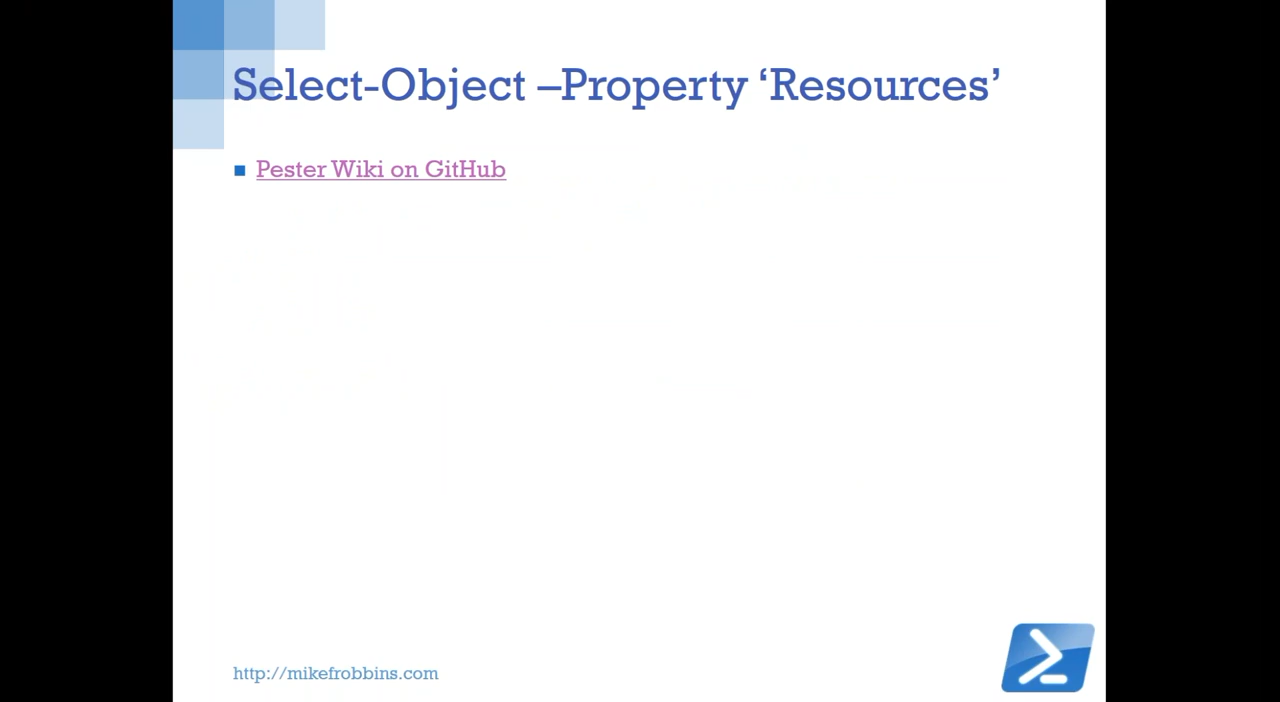 Select-Object –Property ‘Resources’
Pester Wiki on GitHub
http://mikefrobbins.com